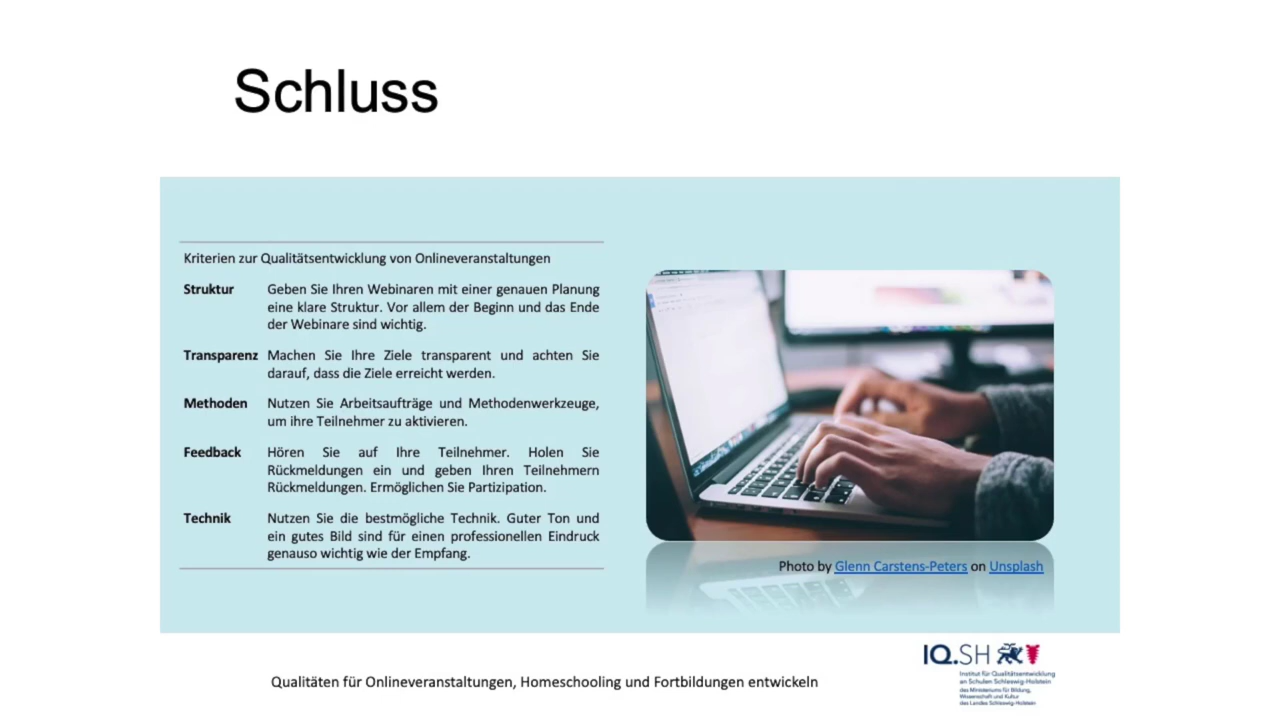 Schluss
Kriterien zur Qualitätsentwicklung von Onlineveranstaltungen
Struktur Geben Sie Ihren Webinaren mit einer genauen Planung
eine klare Struktur. Vor allem der Beginn und das Ende
der Webinare sind wichtig.
Transparenz Machen Sie Ihre Ziele transparent und achten Sie
darauf, dass die Ziele erreicht werden.
Methoden Nutzen Sie Arbeitsaufträge und Methodenwerkzeuge,
um ihre Teilnehmer zu aktivieren.
Feedback Hören Sie auf Ihre Teilnehmer. Holen Sie
Rückmeldungen ein und geben Ihren Teilnehmern
Rückmeldungen. Ermöglichen Sie Partizipation.
Technik Nutzen Sie die bestmögliche Technik. Guter Ton und
ein gutes Bild sind für einen professionellen Eindruck
genauso wichtig wie der Empfang.
Photo by Glenn Carstens-Peters on Unsplash
Qualitäten für Onlineveranstaltungen, Homeschooling und Fortbildungen entwickeln
IQ.SH
Institut für Qualitätsentwicklung
an Schulen Schleswig-Holstein
des Ministeriums für Bildung,
Wissenschaft und Kultur
des Landes Schleswig-Holstein